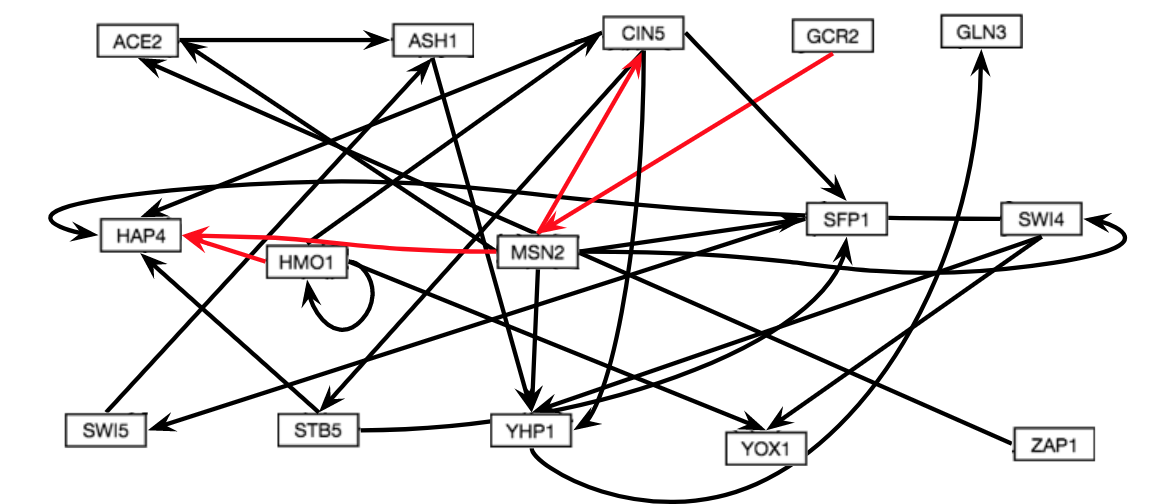 ACE2
ASH1
CIN5
GCR2
GLN3
HAP4
HMO1
MSN2
SFP1
SWI4
SWI5
STB5
YHP1
YOX1
ZAP1